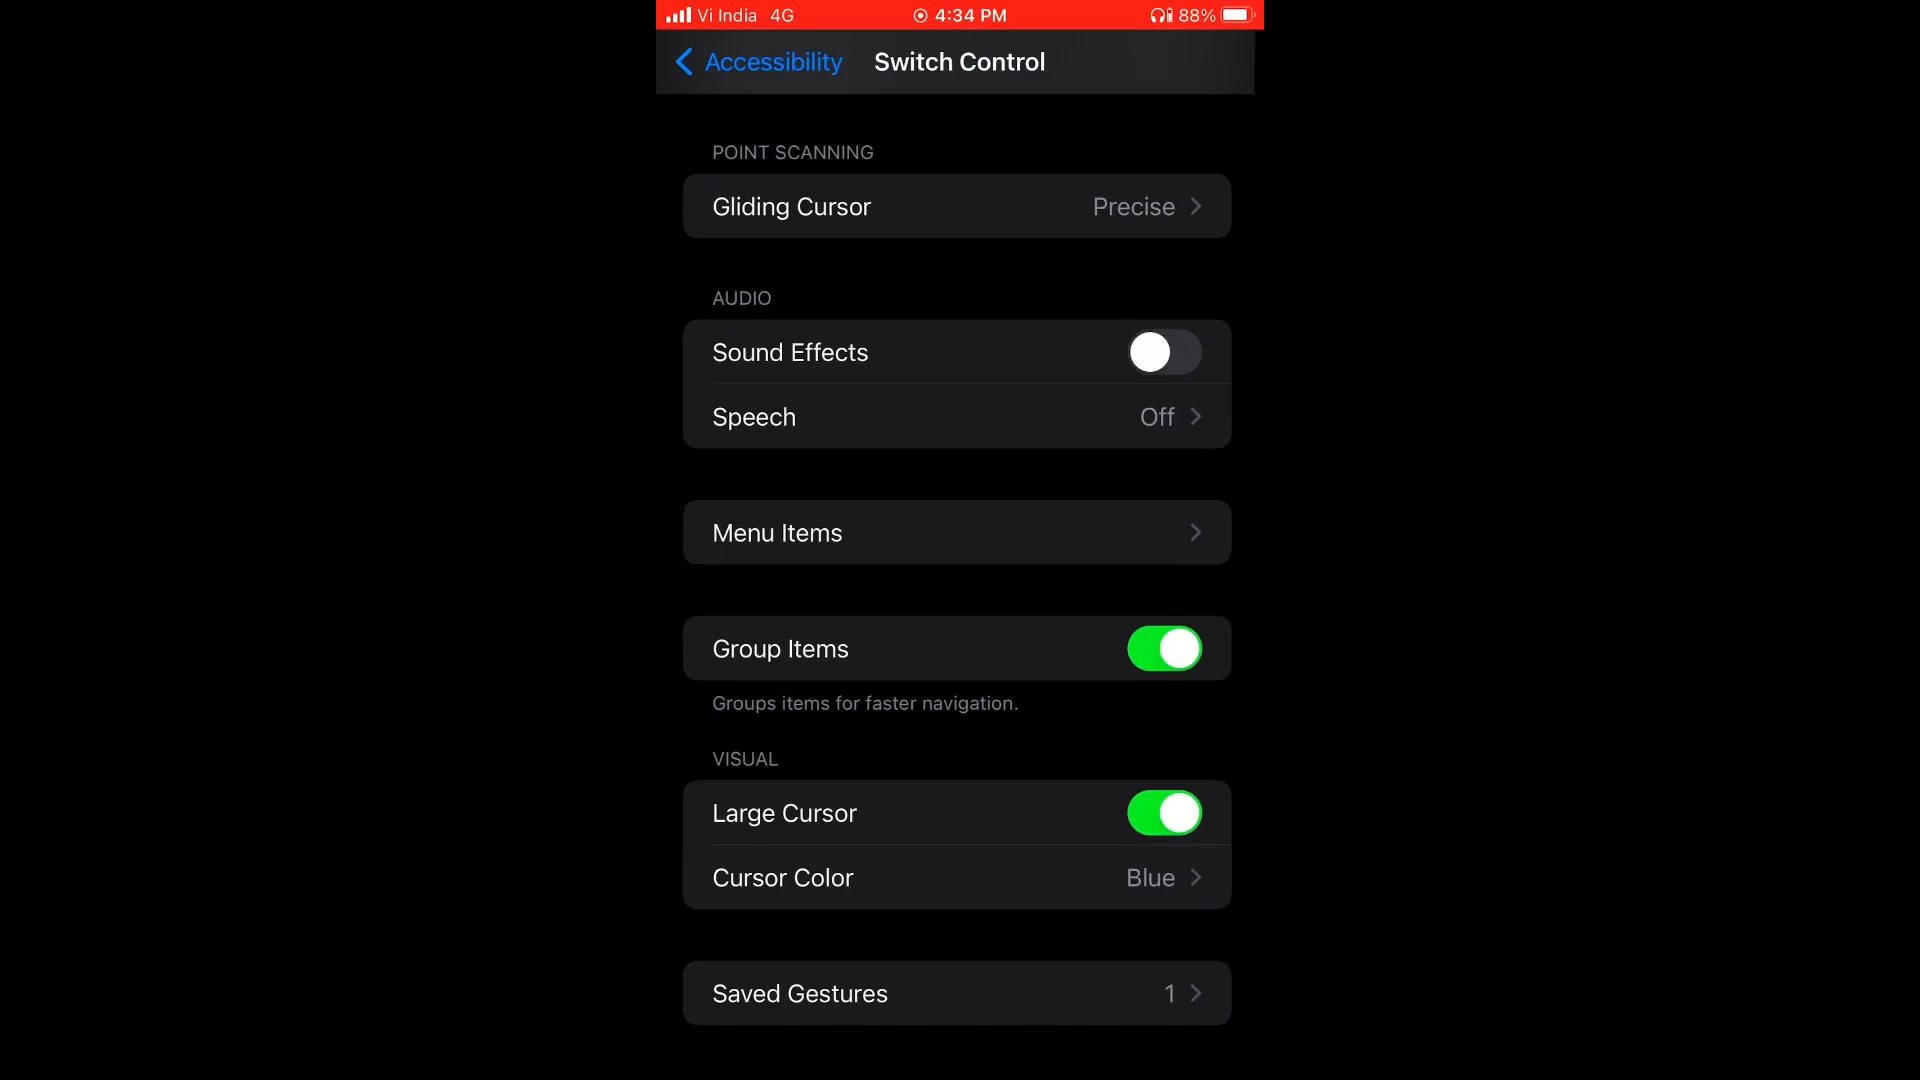 Vi India 4G 4:34 PM 88%
Accessibility Switch Control
POINT SCANNING
Gliding Cursor Precise
AUDIO
Sound Effects
Speech Off
Menu Items
Group Items
Groups items for faster navigation.
VISUAL
Large Cursor
Cursor Color Blue
Saved Gestures 1